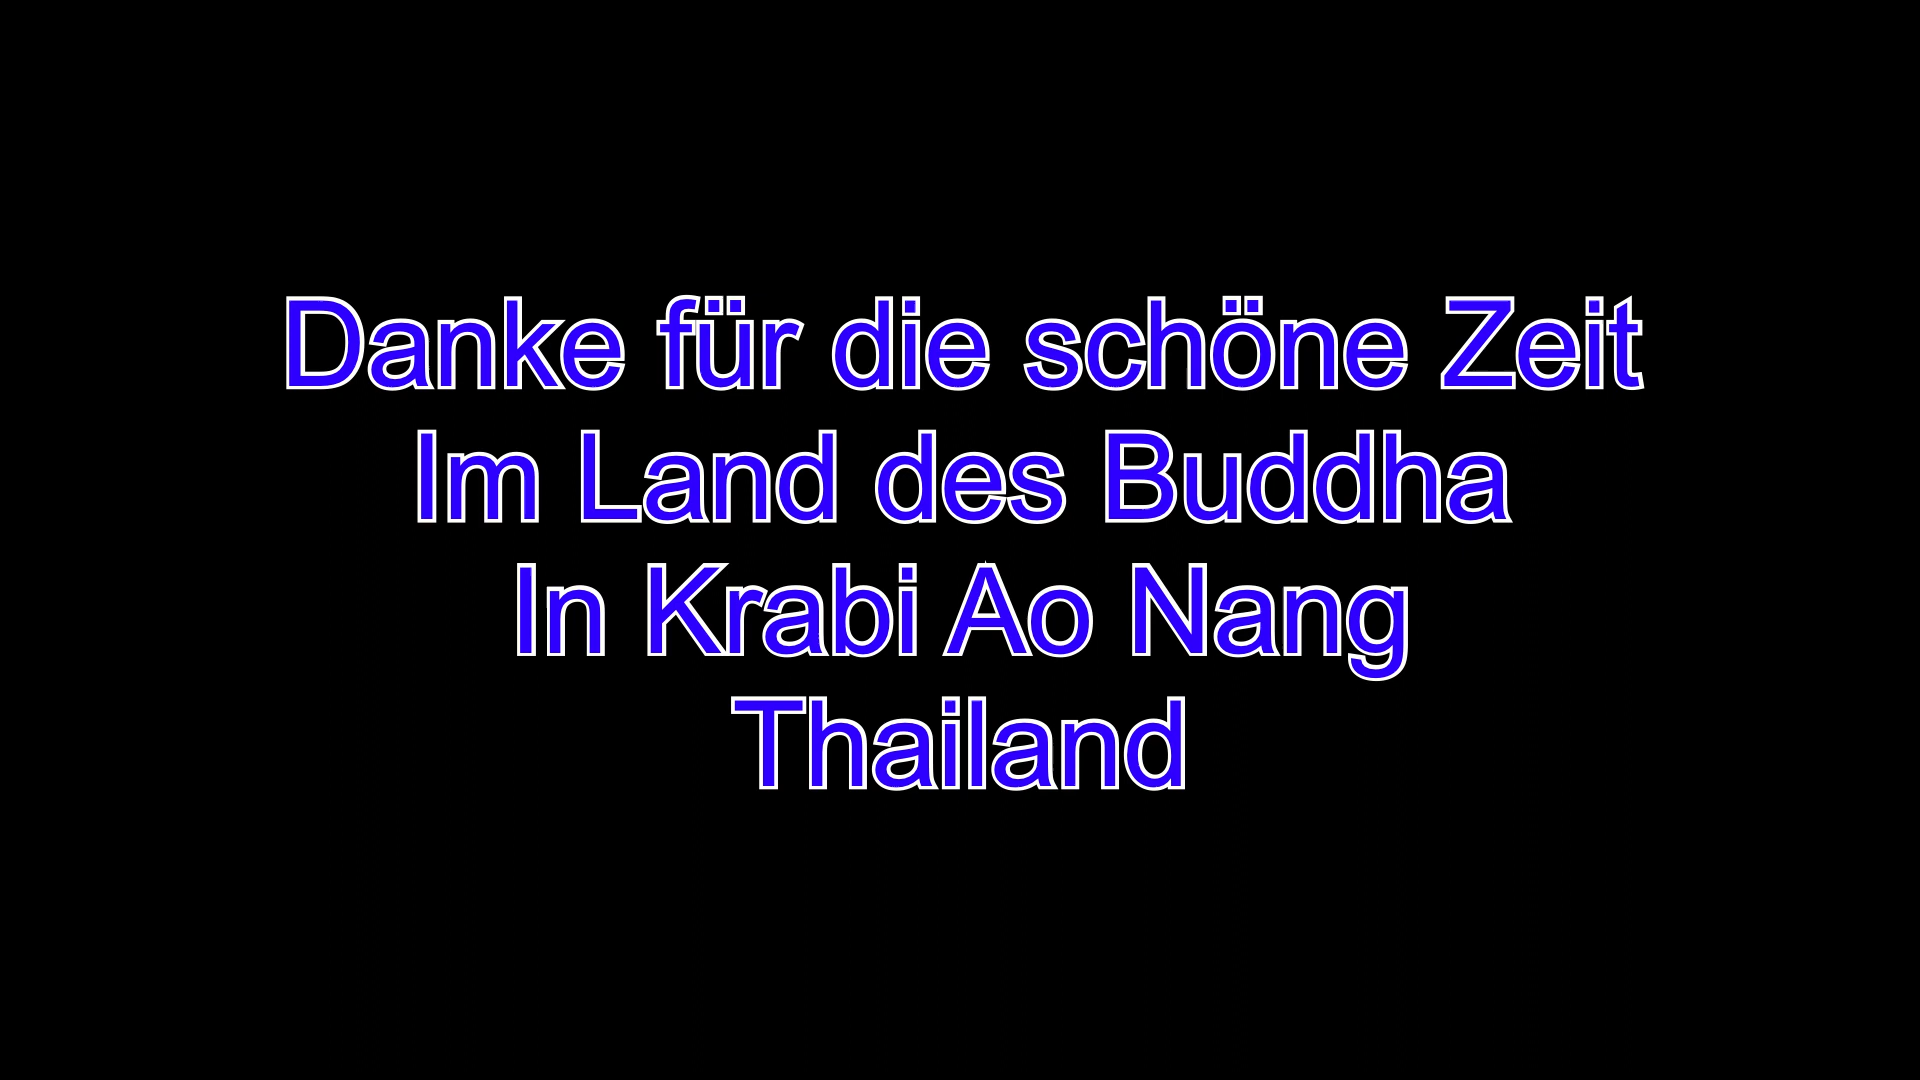 Danke für die schöne Zeit
Im Land des Buddha
In Krabi Ao Nang
Thailand